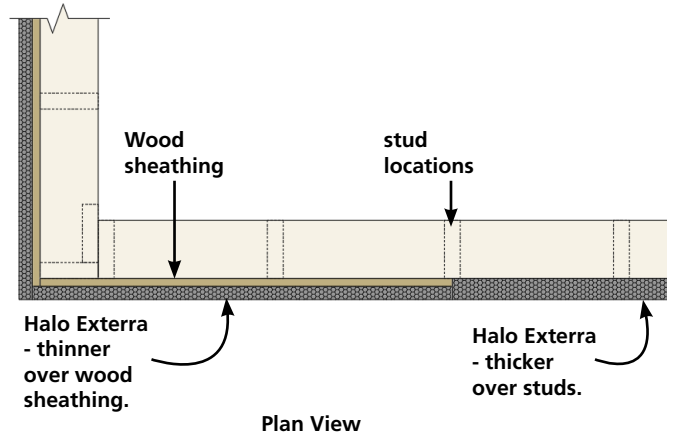 Wood
sheathing
stud
locations
Halo Exterra
- thinner
over wood
sheathing.
Halo Exterra
- thicker
over studs.
Plan View